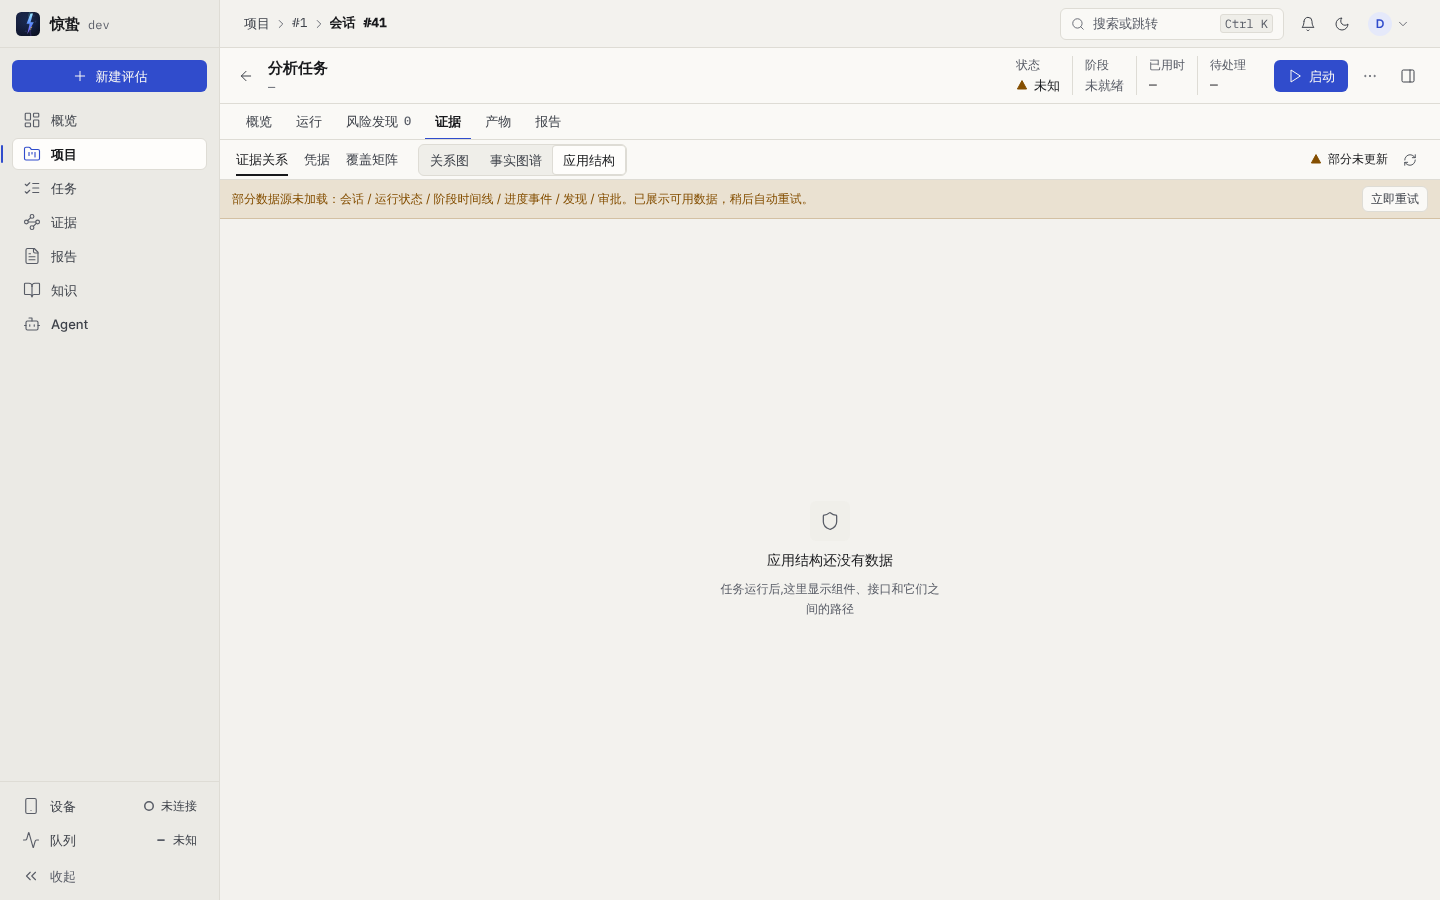 惊蛰 dev
项目 #1 会话 #41
搜索或跳转 Ctrl K
D
新建评估
概览
项目
任务
证据
报告
知识
Agent
设备 未连接
队列 — 未知
收起
分析任务
—
状态
未知
阶段
未就绪
已用时
—
待处理
—
启动
概览 运行 风险发现 0 证据 产物 报告
证据关系 凭据 覆盖矩阵 关系图 事实图谱 应用结构
部分未更新
部分数据源未加载：会话 / 运行状态 / 阶段时间线 / 进度事件 / 发现 / 审批。已展示可用数据，稍后自动重试。
立即重试
应用结构还没有数据
任务运行后,这里显示组件、接口和它们之
间的路径